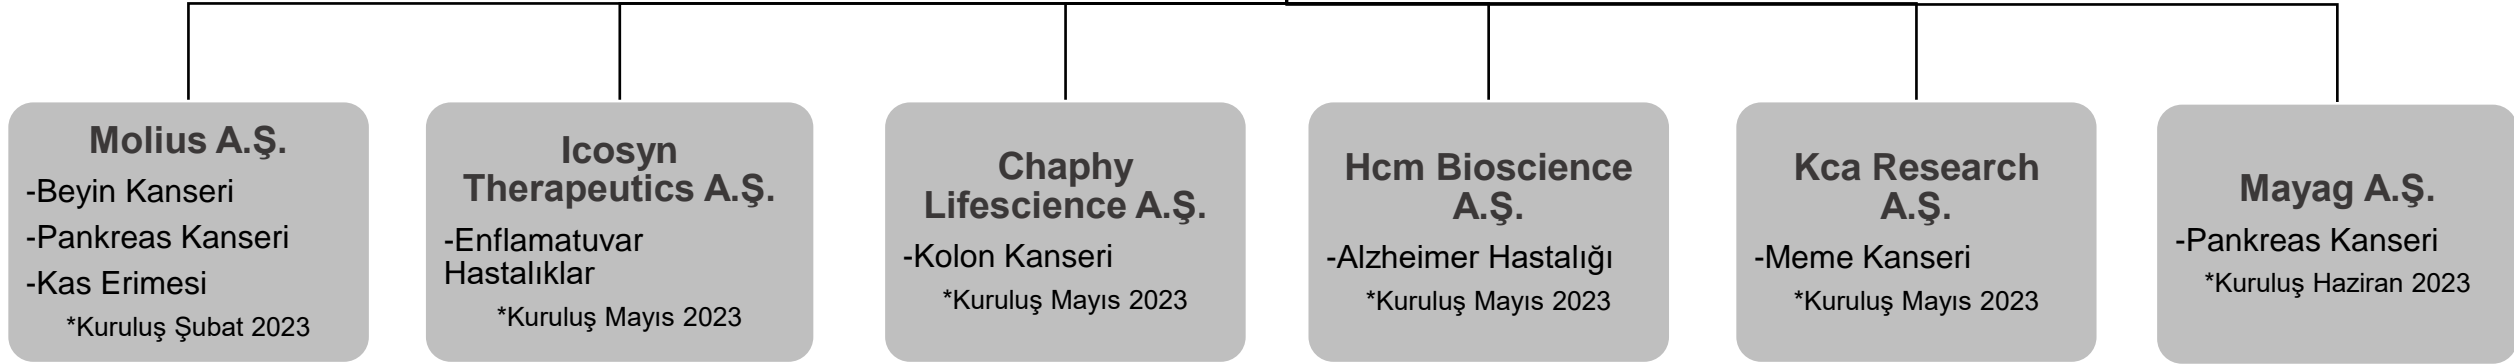 Molius A.Ş.
-Beyin Kanseri
-Pankreas Kanseri
-Kas Erimesi
*Kuruluş Şubat 2023
Icosyn
Therapeutics A.Ş.
-Enflamatuvar
Hastalıklar
*Kuruluş Mayıs 2023
Chaphy
Lifescience A.Ş.
-Kolon Kanseri
*Kuruluş Mayıs 2023
Hcm Bioscience
A.Ş.
-Alzheimer Hastalığı
*Kuruluş Mayıs 2023
Kca Research
A.Ş.
-Meme Kanseri
*Kuruluş Mayıs 2023
Mayag A.Ş.
-Pankreas Kanseri
*Kuruluş Haziran 2023